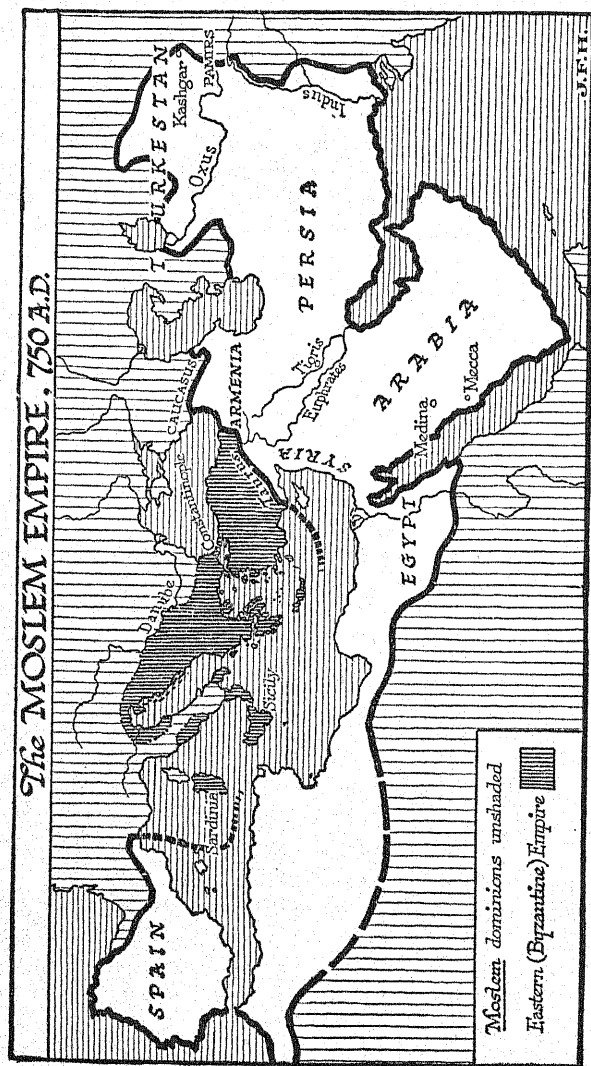 The MOSLEM EMPIRE, 750 A.D.
TURKESTAN
Kashgar
PAMIRS
Oxus
Indus
CAUCASUS
ARMENIA
PERSIA
Danube
Constantinople
Taurus
Tigris
Euphrates
SYRIA
SPAIN
Sardinia
Sicily
EGYPT
ARABIA
Medina
Mecca
Moslem dominions unshaded
Eastern (Byzantine) Empire
J.F.H.